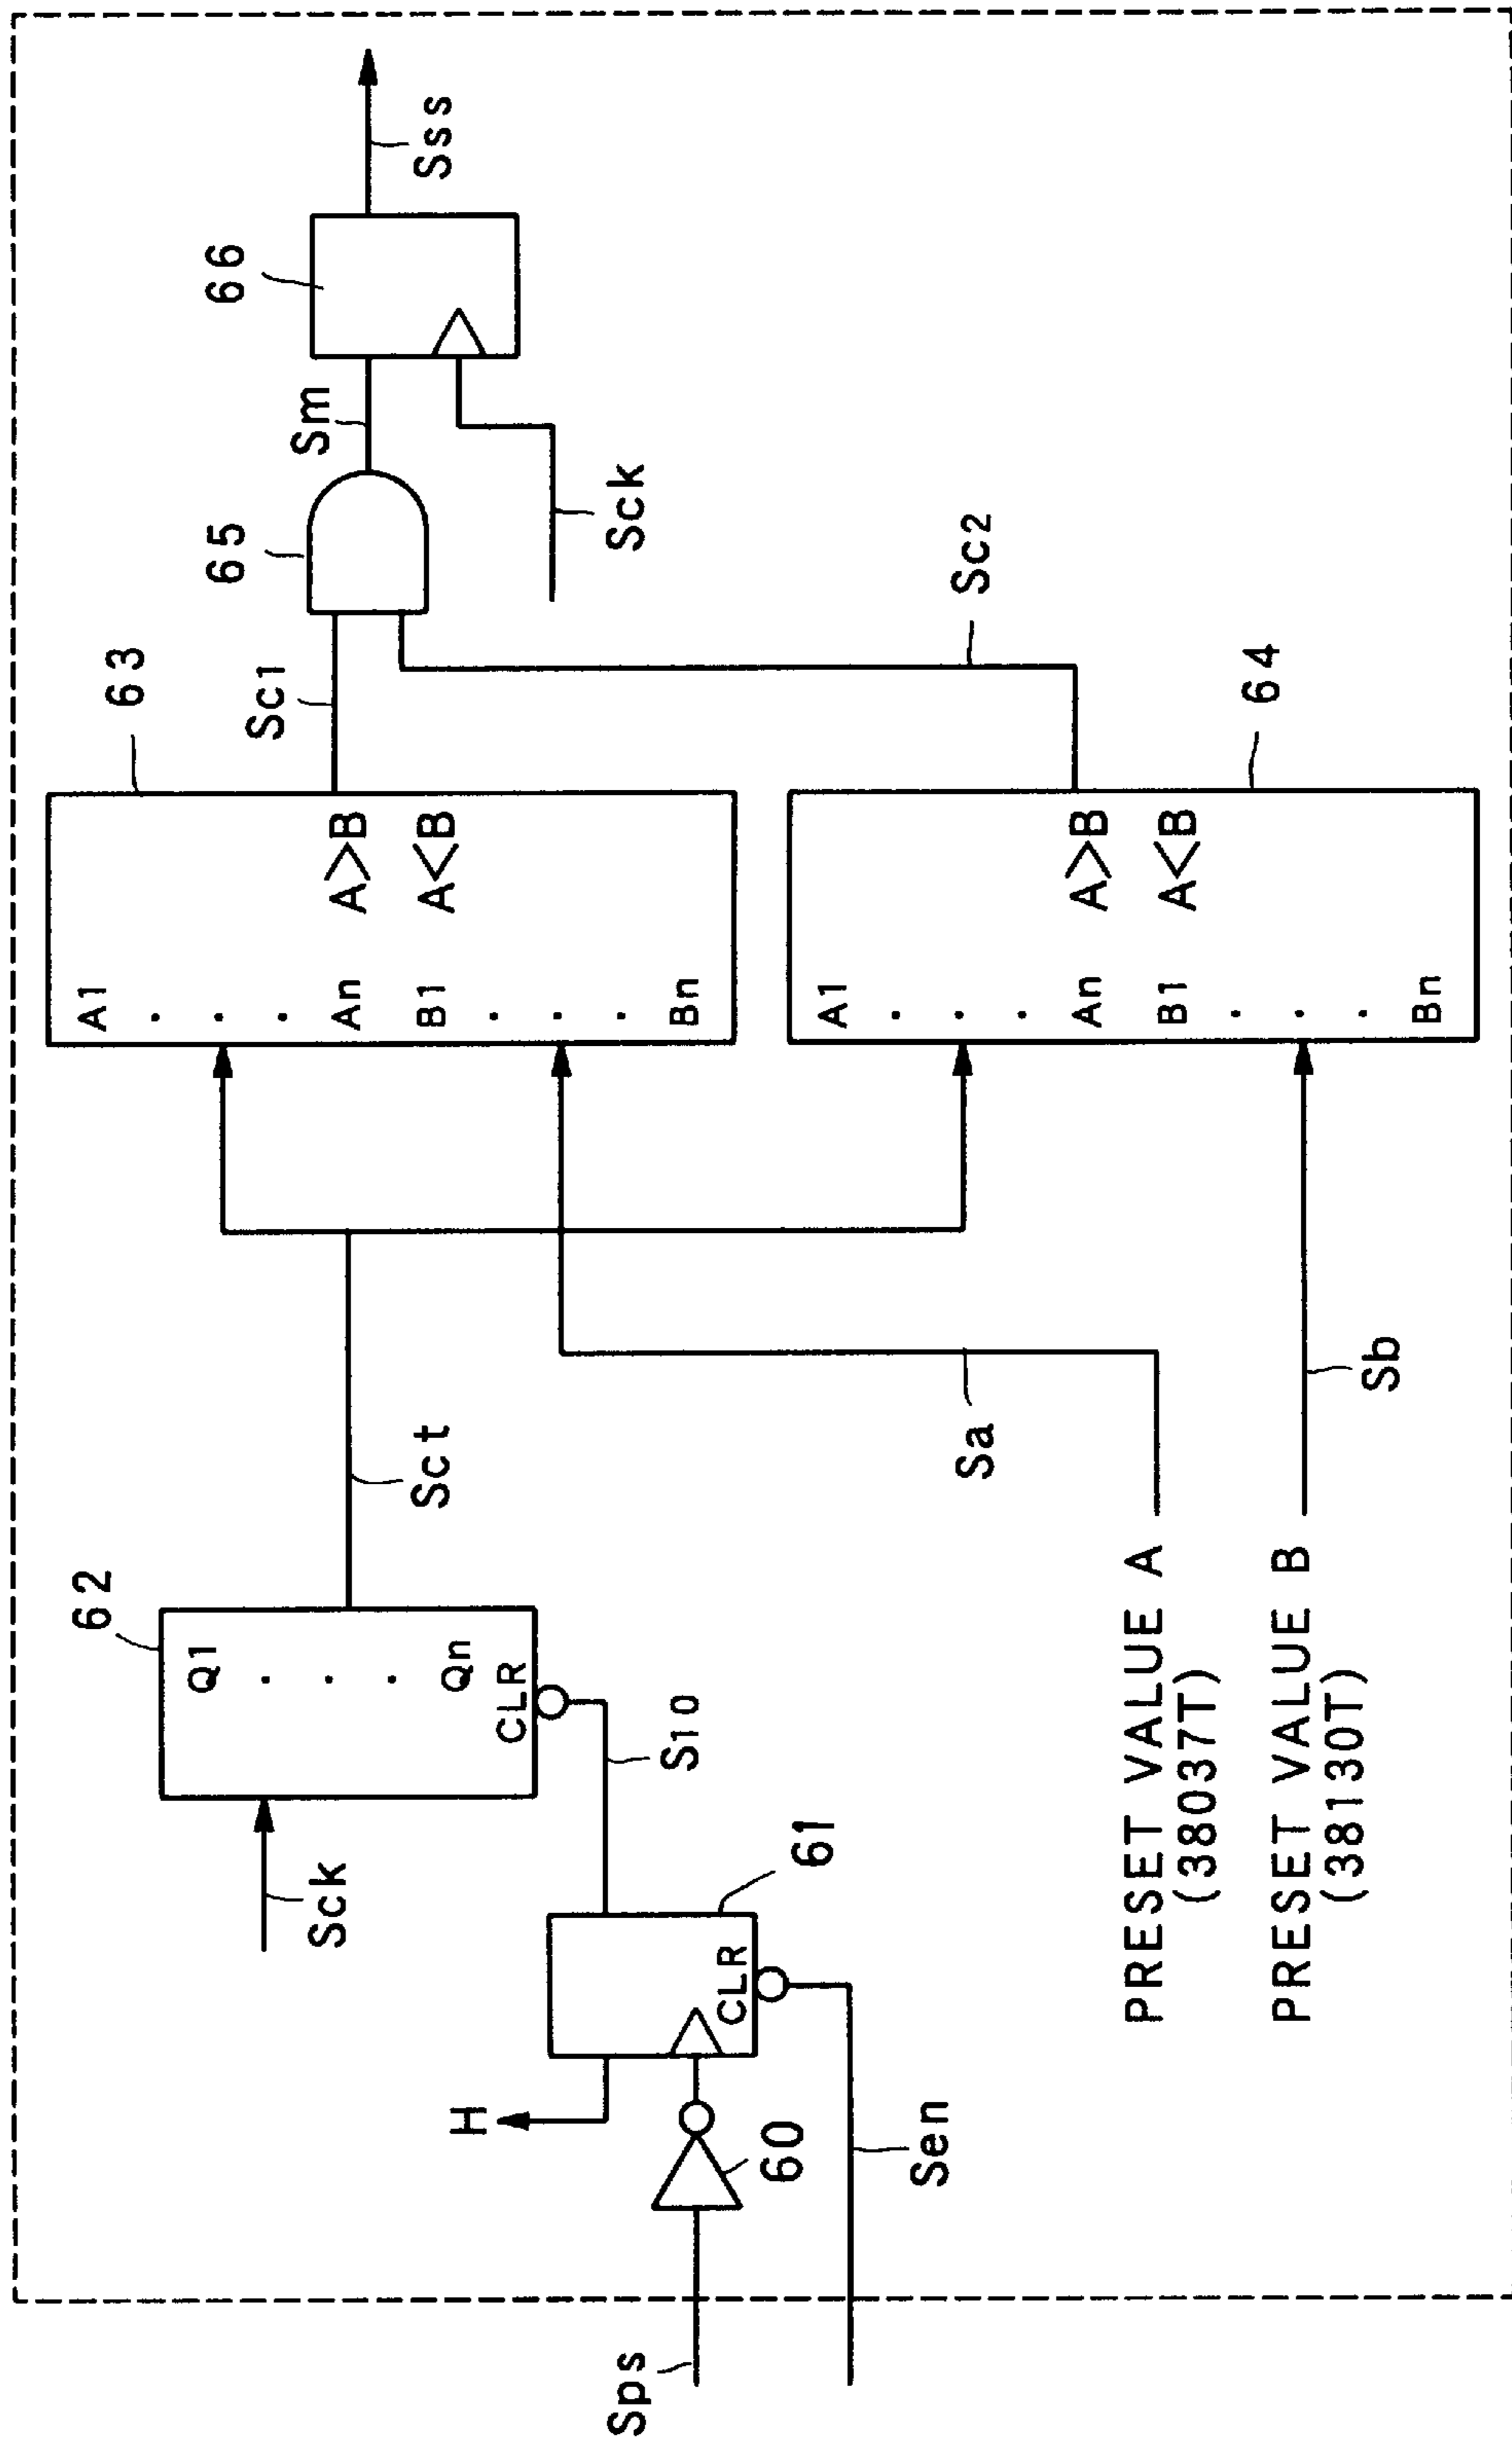 63
A1
An
B1
Bn
A>B
A<B
Sc1
65
Sm
66
Sss
Sck
62
Q1
Qn
CLR
Sck
Sct
S10
H
61
CLR
60
Sps
Sen
Sa
64
A1
An
B1
Bn
A>B
A<B
Sc2
PRESET VALUE A
(38037T)
PRESET VALUE B
(38130T)
Sb